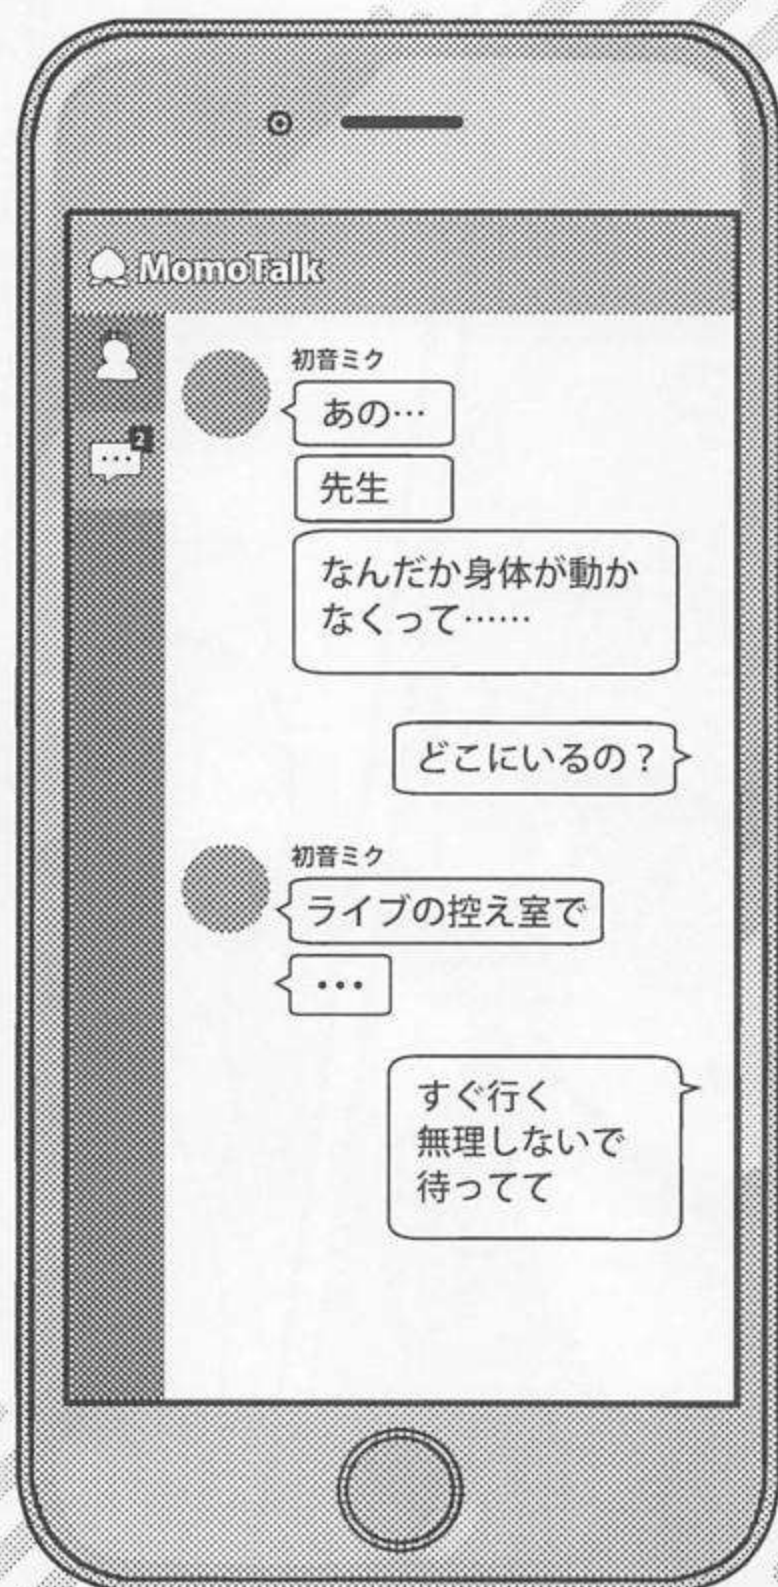 MomoTalk
2
初音ミク
あの…
先生
なんだか身体が動か
なくって……
どこにいるの？
初音ミク
ライブの控え室で
…
すぐ行く
無理しないで
待ってて